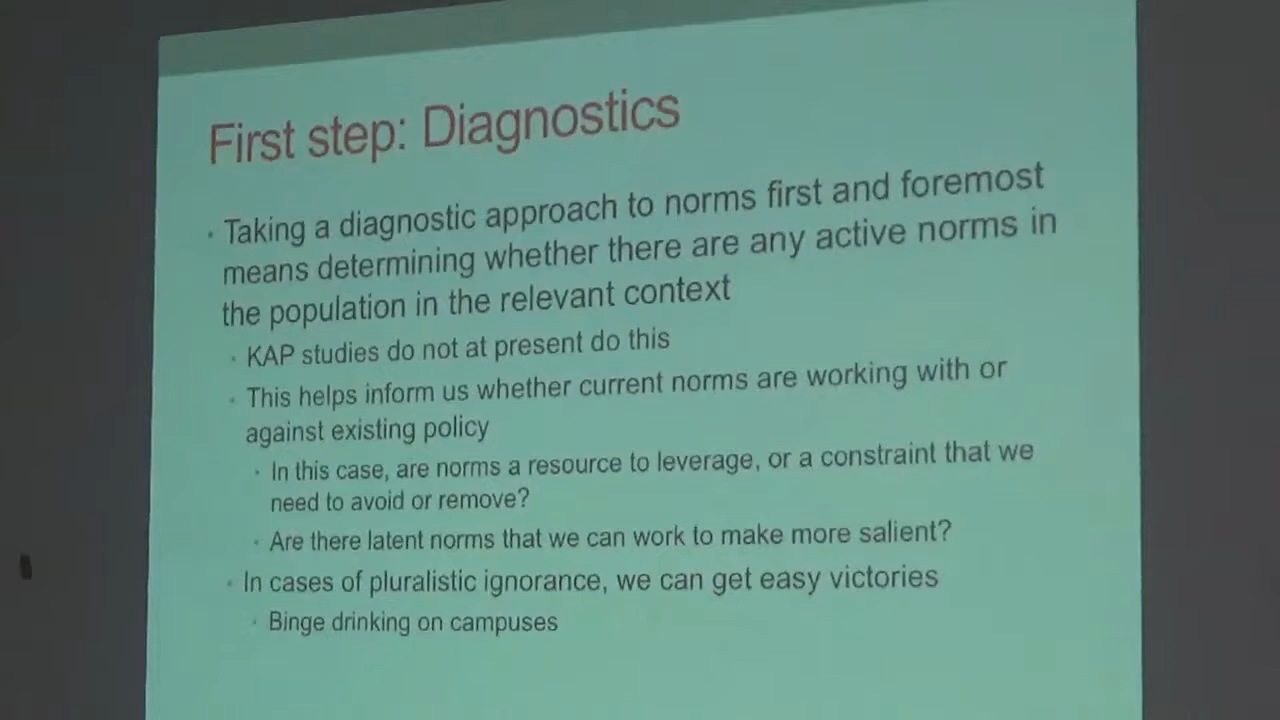 First step: Diagnostics
• Taking a diagnostic approach to norms first and foremost
means determining whether there are any active norms in
the population in the relevant context
• KAP studies do not at present do this
• This helps inform us whether current norms are working with or
against existing policy
• In this case, are norms a resource to leverage, or a constraint that we
need to avoid or remove?
• Are there latent norms that we can work to make more salient?
• In cases of pluralistic ignorance, we can get easy victories
• Binge drinking on campuses